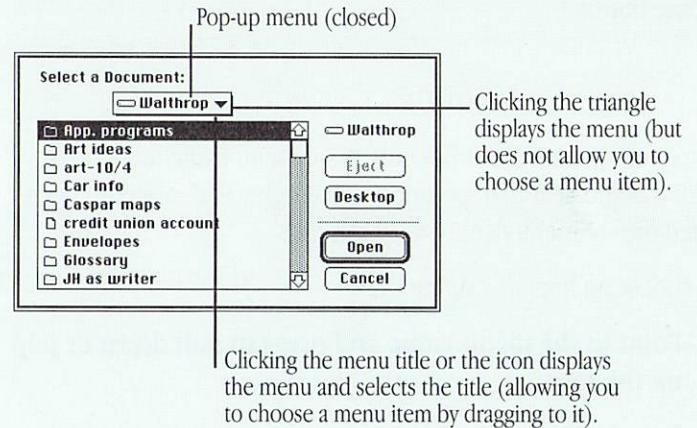 Pop-up menu (closed)
Select a Document:
Walthrop
App. programs
Art ideas
art-10/4
Car info
Caspar maps
credit union account
Envelopes
Glossary
JH as writer
Walthrop
Eject
Desktop
Open
Cancel
Clicking the triangle
displays the menu (but
does not allow you to
choose a menu item).
Clicking the menu title or the icon displays
the menu and selects the title (allowing you
to choose a menu item by dragging to it).